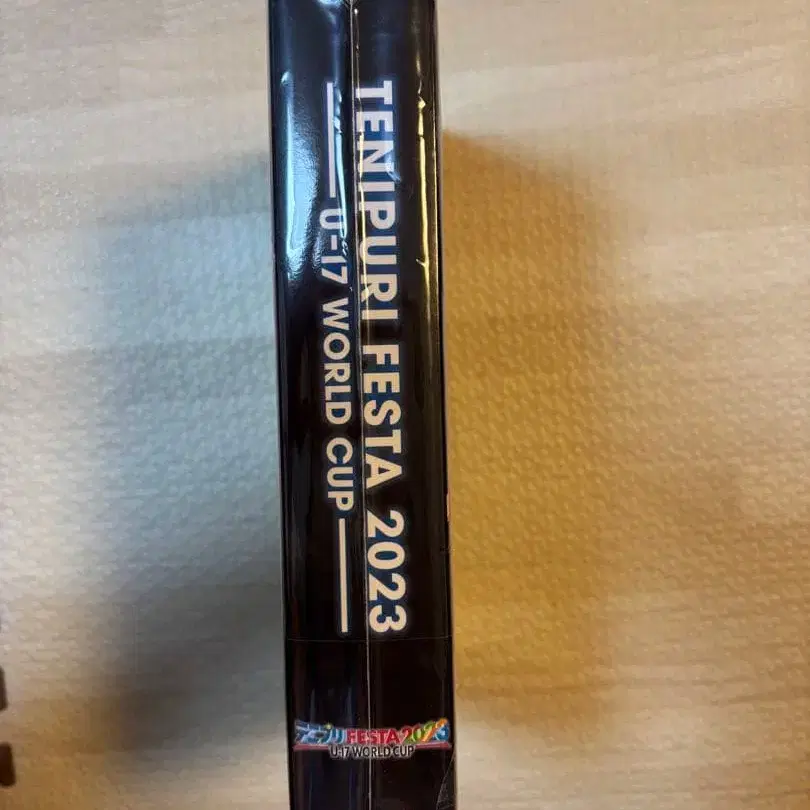 TENIPURI FESTA 2023
U-17 WORLD CUP
テニプリFESTA2023
U-17 WORLD CUP